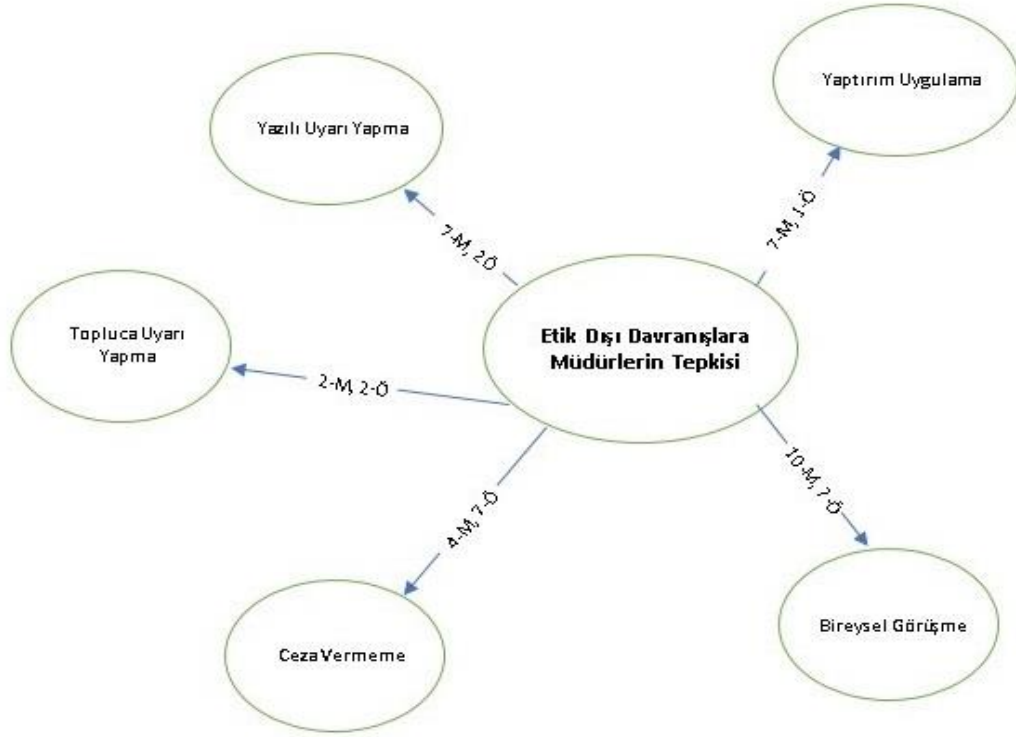 Yaptırım Uygulama
Yazılı Uyarı Yapma
7-M, 2Ö
7-M, 1-Ö
Etik Dışı Davranışlara
Müdürlerin Tepkisi
Topluca Uyarı
Yapma
2-M, 2-Ö
10-M, 7-Ö
4-M, 7-Ö
Bireysel Görüşme
Ceza Vermeme